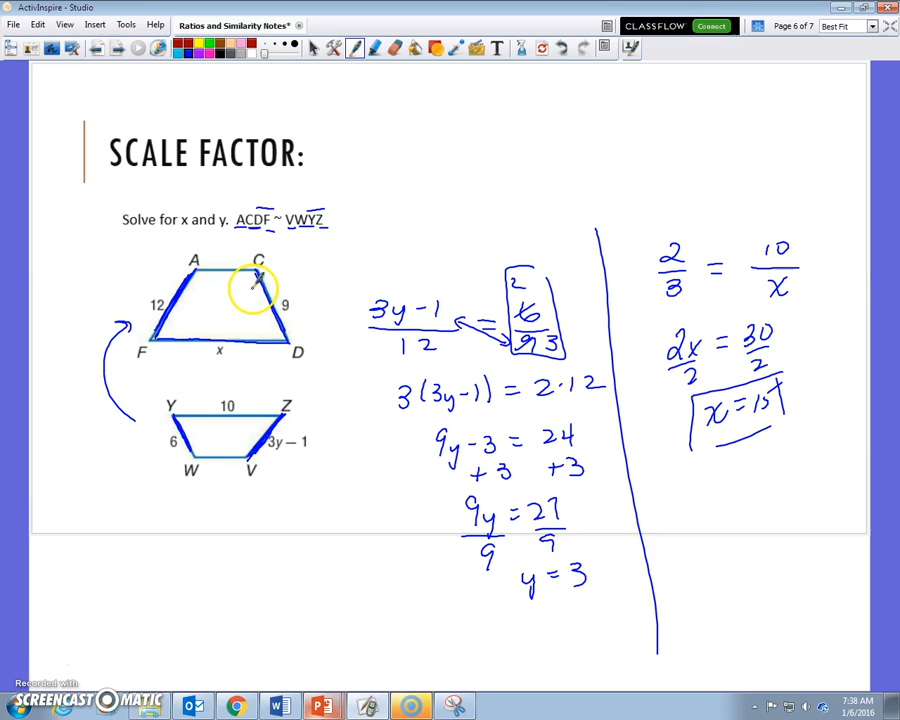 ActivInspire - Studio
File Edit View Insert Tools Help
Ratios and Similarity Notes*
CLASSFLOW Connect
Page 6 of 7
Best Fit
SCALE FACTOR:
Solve for x and y. ACDF ~ VWYZ
A C
12 9
F x D
Y 10 Z
6 3y – 1
W V
3y-1 / 12 = 2 6 / 9 3
3(3y-1) = 2·12
9y-3 = 24
+3 +3
9y = 27
9 9
y = 3
2/3 = 10/x
2x = 30
2 2
x = 15
Recorded with
SCREENCAST-O-MATIC
7:38 AM
1/6/2016